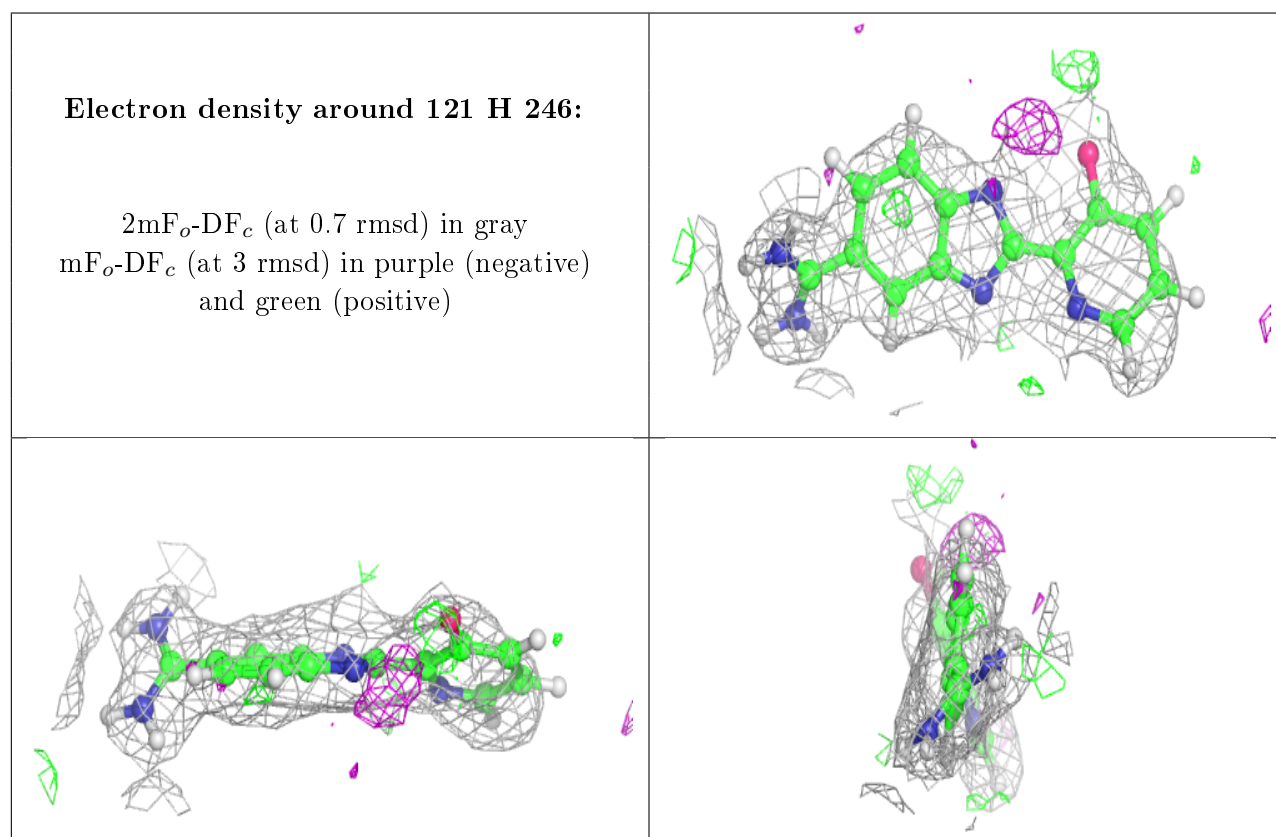 Electron density around 121 H 246:
2mFo-DFc (at 0.7 rmsd) in gray
mFo-DFc (at 3 rmsd) in purple (negative)
and green (positive)